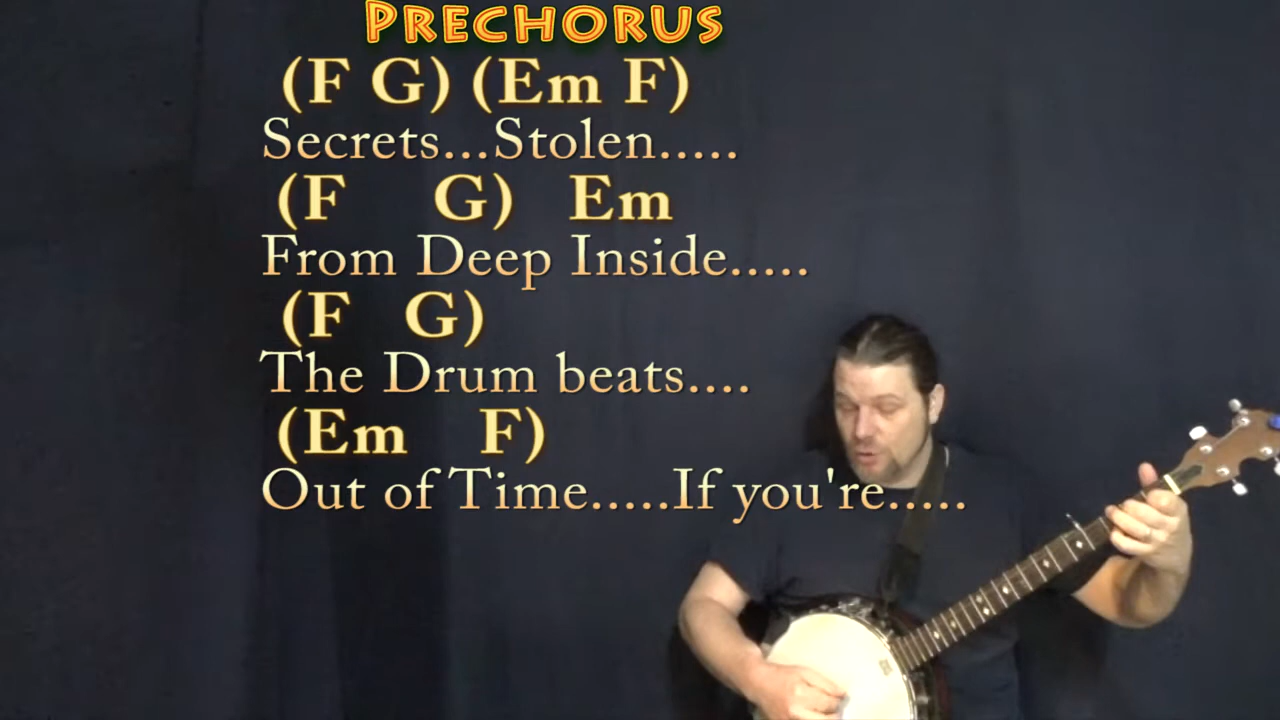 PRECHORUS
(F G) (Em F)
Secrets...Stolen.....
(F G) Em
From Deep Inside.....
(F G)
The Drum beats....
(Em F)
Out of Time.....If you're.....